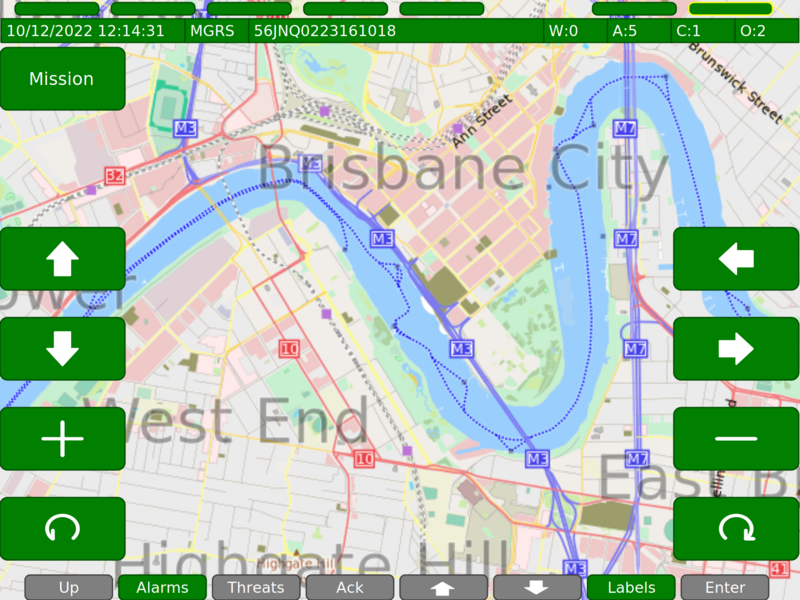 10/12/2022 12:14:31 MGRS 56JNQ0223161018 W:0 A:5 C:1 O:2
Mission
Brunswick Street
Ann Street
M3
M7
32
Brisbane City
M3
M7
ower
M3
10
M3
M7
West End
10
M3
M7
East B
Highgate Hill
Highgate Hill
M3
41
Up Alarms Threats Ack Labels Enter